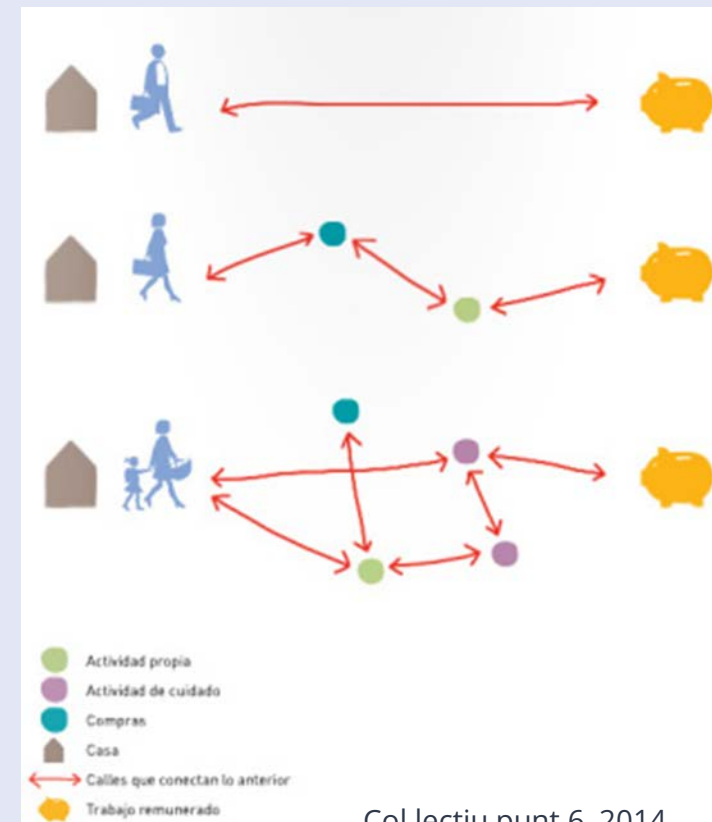 Actividad propia
Actividad de cuidado
Compras
Casa
Calles que conectan lo anterior
Trabajo remunerado
Col lectiu punt 6, 2014